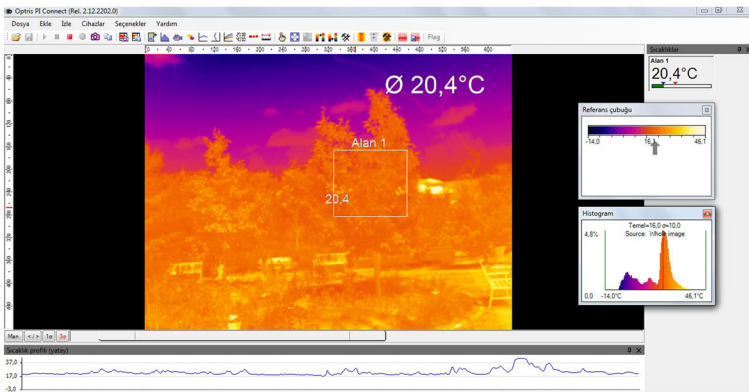 Optris PI Connect (Rel. 2.12.2202.0)
Dosya Ekle İzle Cihazlar Seçenekler Yardım
Flag
Sıcaklıklar
Alan 1
20,4°C
Ø 20,4°C
Alan 1
20,4
Referans çubuğu
-14,0 16,1 46,1
Histogram
Temel=16,0 σ=10,0
4,8% Source: Whole image
0,0 -14,0°C 46,1°C
Man. </> 1σ 3σ
Sıcaklık profili (yatay)
37,0
17,0
-3,0